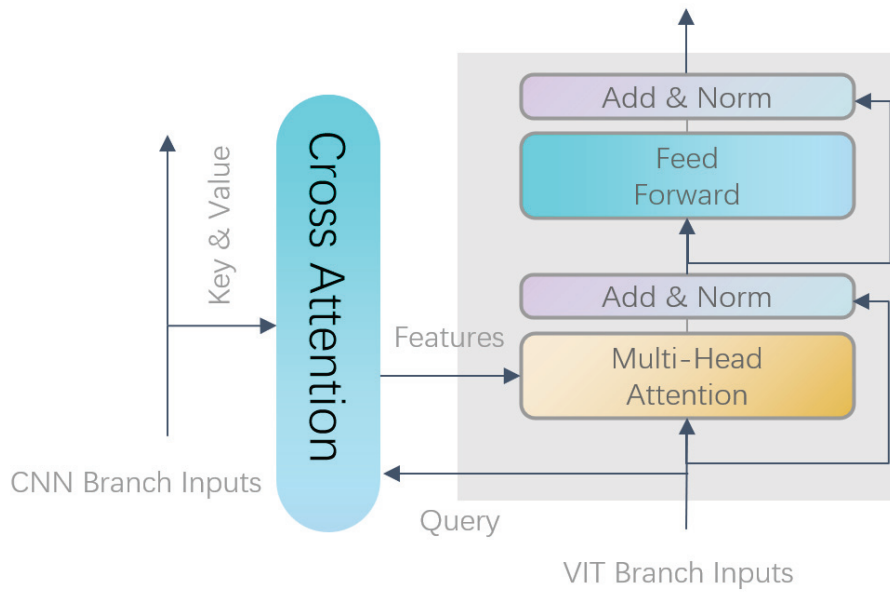 Add & Norm
Feed
Forward
Add & Norm
Multi-Head
Attention
Key & Value
Cross Attention
Features
CNN Branch Inputs
Query
VIT Branch Inputs